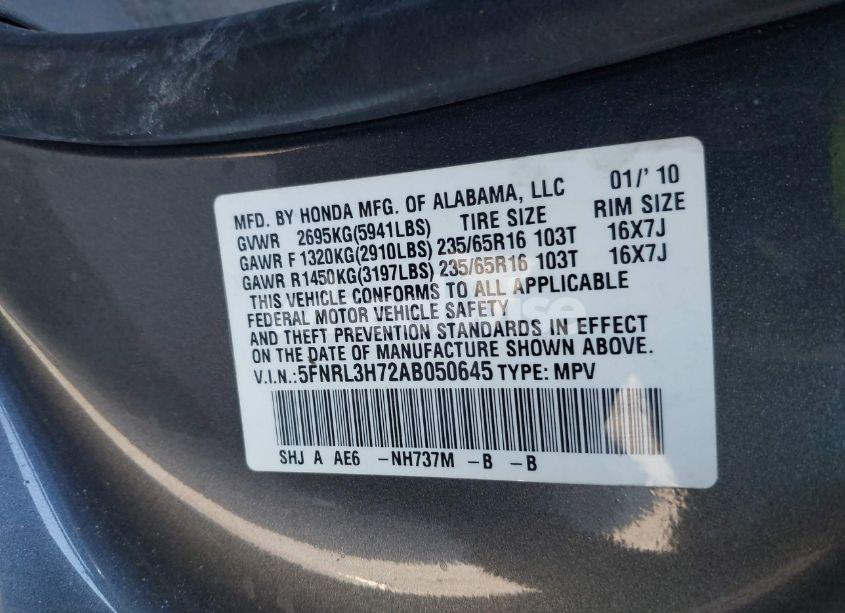 MFD. BY HONDA MFG. OF ALABAMA, LLC 01/' 10
GVWR 2695KG(5941LBS) TIRE SIZE RIM SIZE
GAWR F 1320KG(2910LBS) 235/65R16 103T 16X7J
GAWR R1450KG(3197LBS) 235/65R16 103T 16X7J
THIS VEHICLE CONFORMS TO ALL APPLICABLE
FEDERAL MOTOR VEHICLE SAFETY
AND THEFT PREVENTION STANDARDS IN EFFECT
ON THE DATE OF MANUFACTURE SHOWN ABOVE.
V.I.N.:5FNRL3H72AB050645 TYPE: MPV
SHJ A AE6 -NH737M -B -B